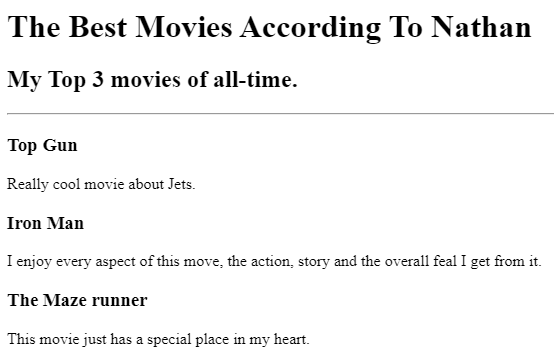 The Best Movies According To Nathan
My Top 3 movies of all-time.
Top Gun
Really cool movie about Jets.
Iron Man
I enjoy every aspect of this move, the action, story and the overall feal I get from it.
The Maze runner
This movie just has a special place in my heart.